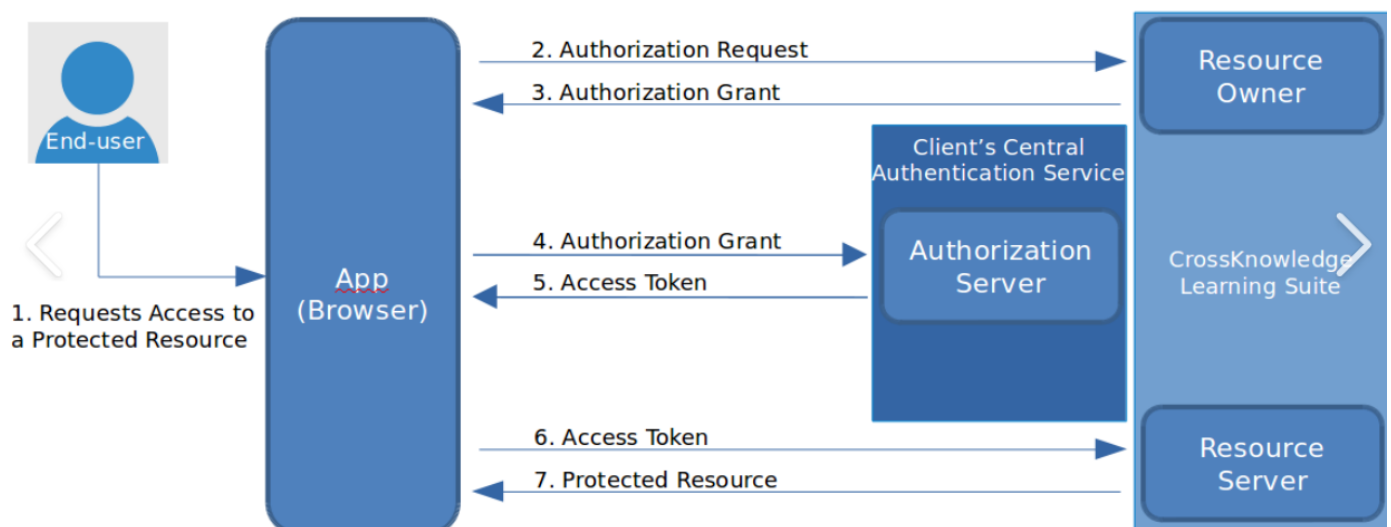 End-user
1. Requests Access to
a Protected Resource
App
(Browser)
2. Authorization Request
3. Authorization Grant
Resource
Owner
Client’s Central
Authentication Service
4. Authorization Grant
5. Access Token
Authorization
Server
CrossKnowledge
Learning Suite
6. Access Token
7. Protected Resource
Resource
Server